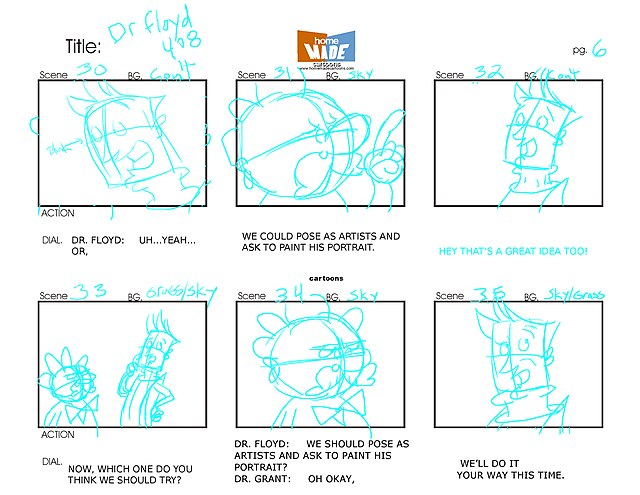 Title: Dr Floyd
408
home
MADE
cartoons
www.homemadecartoons.com
pg. 6
Scene 30 BG.
Scene 31 BG. Sky
Scene 32 BG.
ACTION
DIAL. DR. FLOYD: UH...YEAH...
OR,
WE COULD POSE AS ARTISTS AND
ASK TO PAINT HIS PORTRAIT.
HEY THAT'S A GREAT IDEA TOO!
cartoons
Scene 33 BG. Grass/Sky
Scene 34 BG. Sky
Scene 35 BG. Sky/Grass
ACTION
DIAL. NOW, WHICH ONE DO YOU
THINK WE SHOULD TRY?
DR. FLOYD: WE SHOULD POSE AS
ARTISTS AND ASK TO PAINT HIS
PORTRAIT?
DR. GRANT: OH OKAY,
WE'LL DO IT
YOUR WAY THIS TIME.